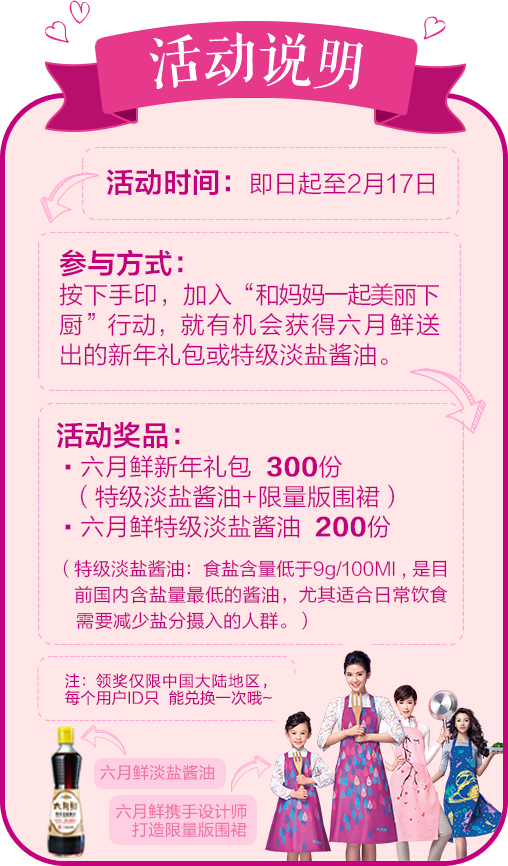 活动说明
活动时间：即日起至2月17日
参与方式：
按下手印，加入“和妈妈一起美丽下
厨”行动，就有机会获得六月鲜送
出的新年礼包或特级淡盐酱油。
活动奖品：
▪六月鲜新年礼包 300份
（特级淡盐酱油+限量版围裙）
▪六月鲜特级淡盐酱油 200份
（特级淡盐酱油：食盐含量低于9g/100Ml，是目
前国内含盐量最低的酱油，尤其适合日常饮食
需要减少盐分摄入的人群。）
注：领奖仅限中国大陆地区，
每个用户ID只 能兑换一次哦~
六月鲜淡盐酱油
六月鲜携手设计师
打造限量版围裙
六月鲜